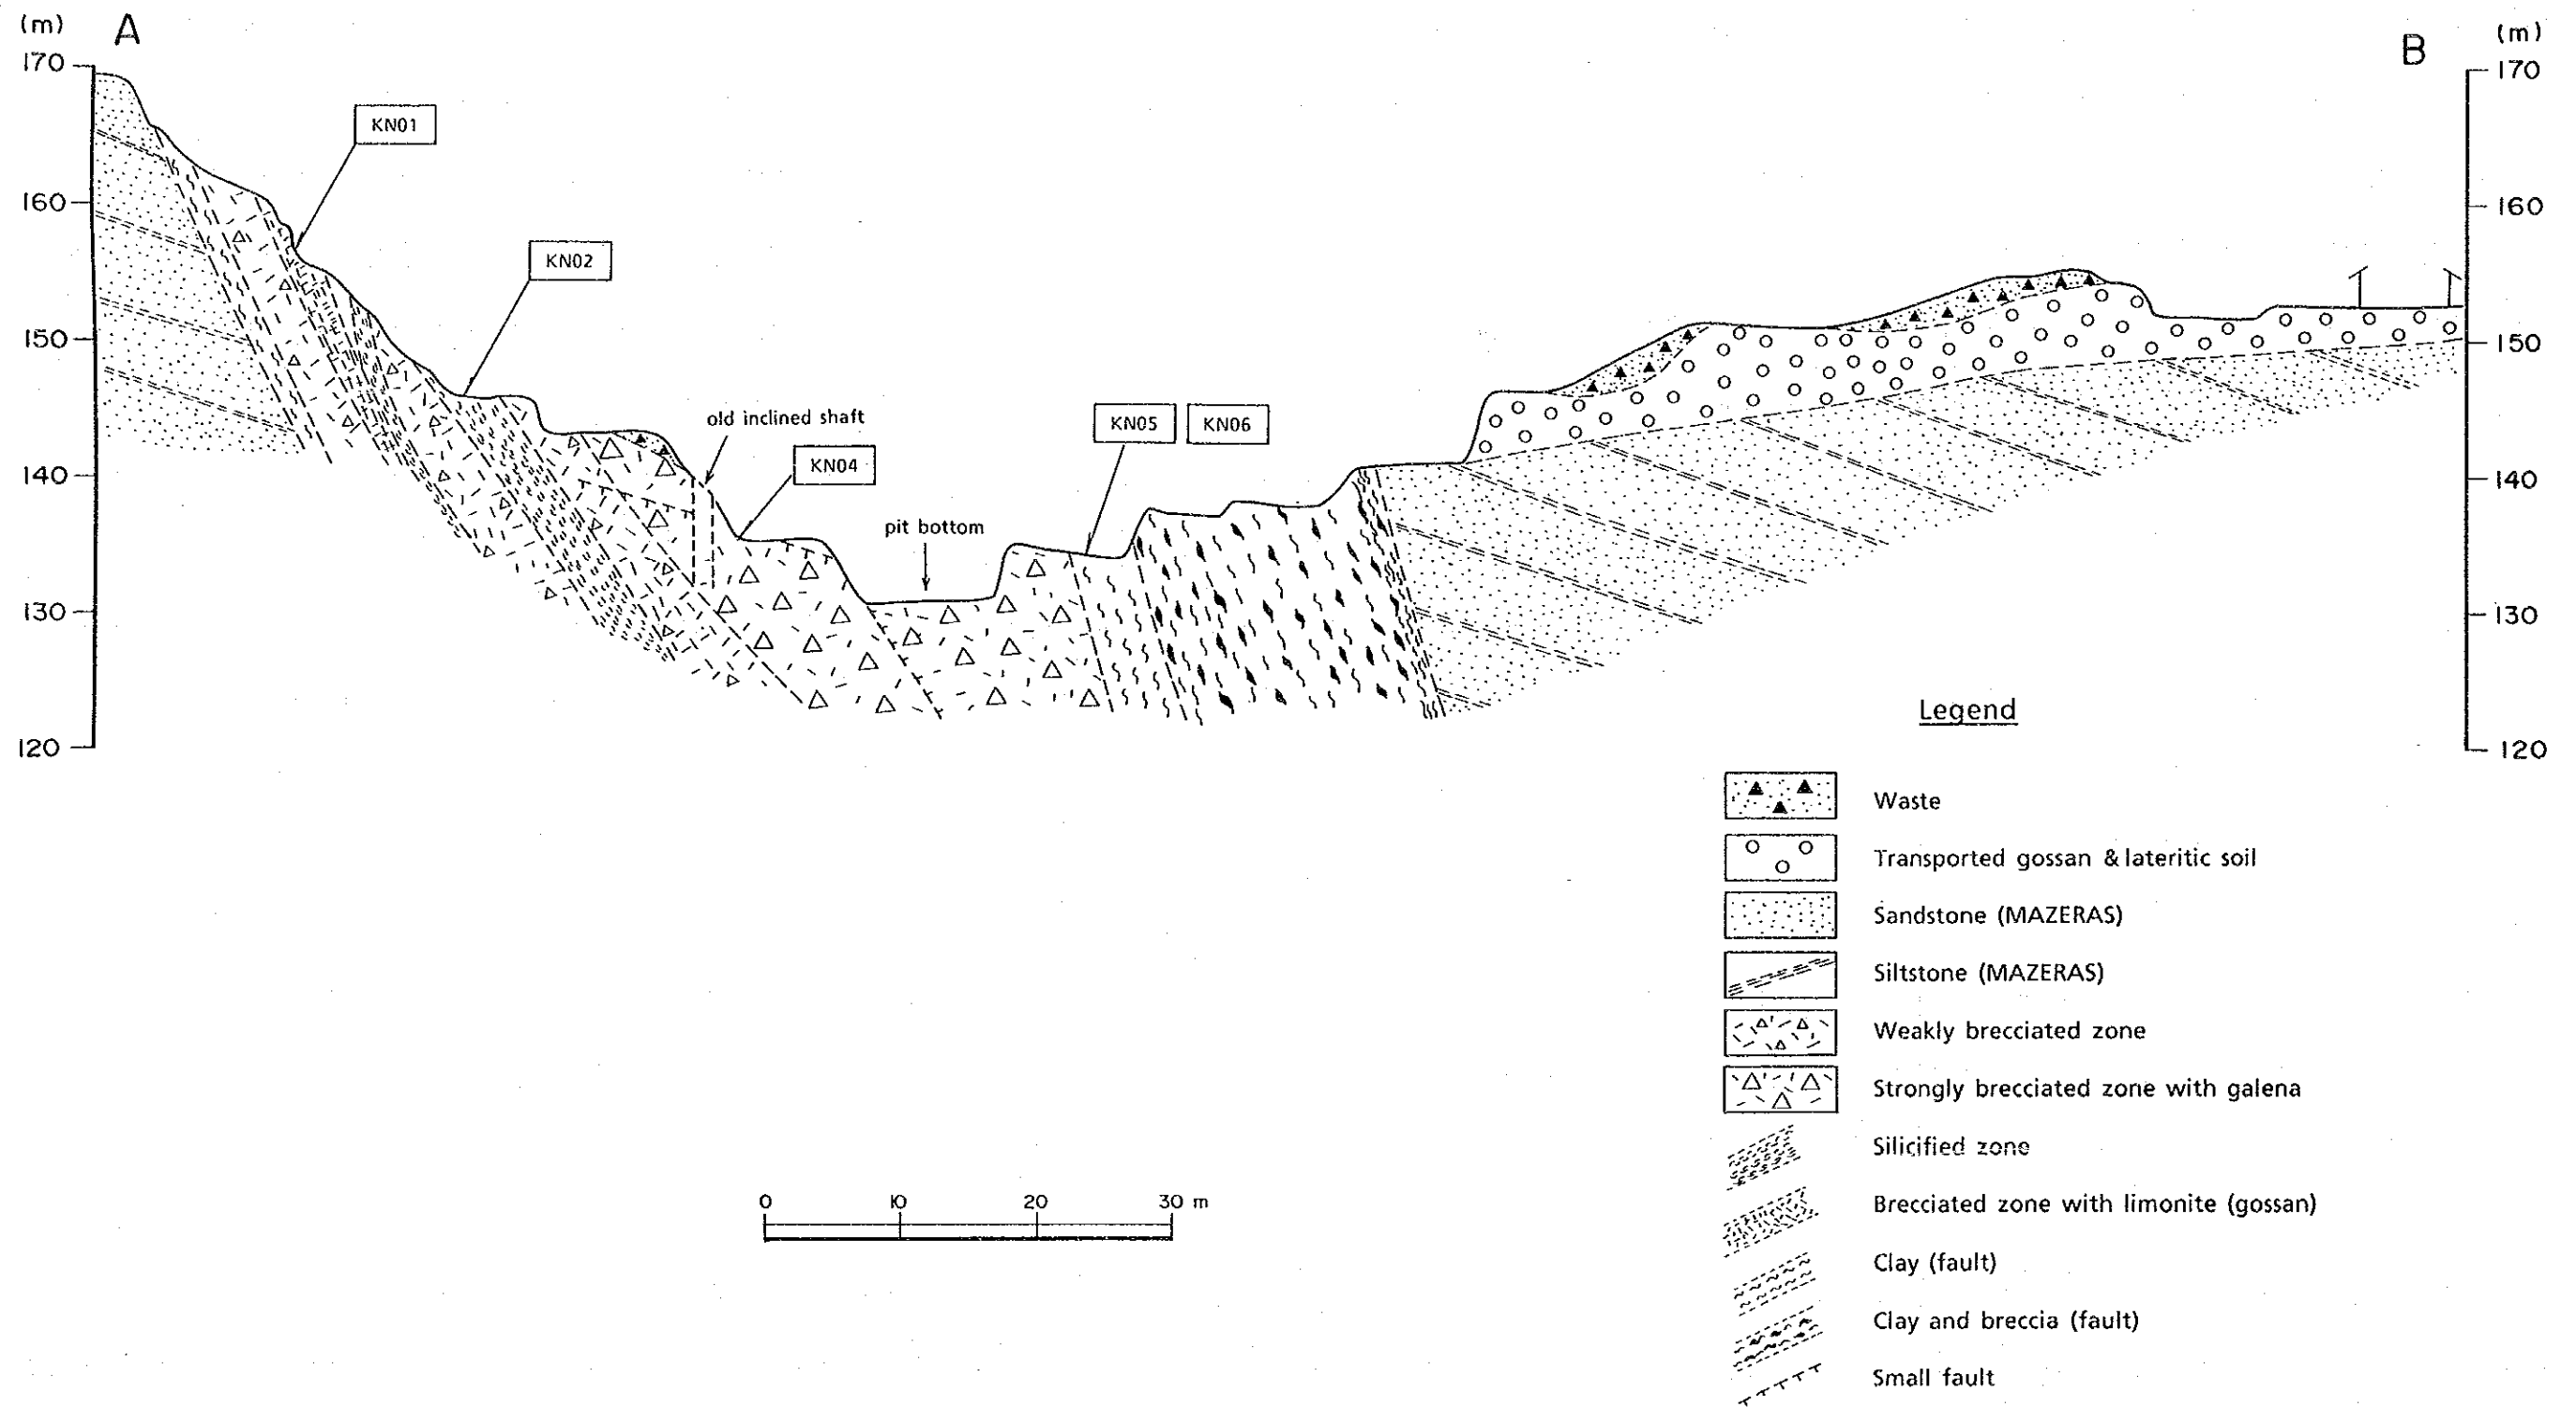 (m) A B (m)
170 170
KN01
160 160
KN02
150 150
old inclined shaft
KN05 KN06
KN04
140 140
pit bottom
130 130
120 120
Legend
Waste
Transported gossan & lateritic soil
Sandstone (MAZERAS)
Siltstone (MAZERAS)
Weakly brecciated zone
Strongly brecciated zone with galena
Silicified zone
Brecciated zone with limonite (gossan)
Clay (fault)
Clay and breccia (fault)
Small fault
0 10 20 30 m